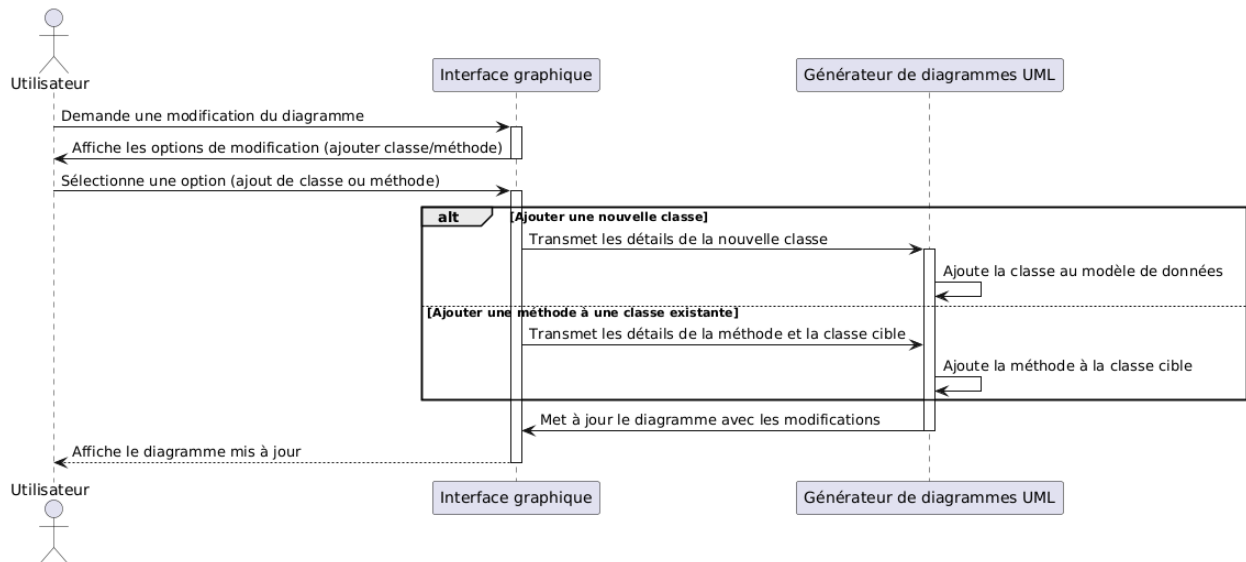 Utilisateur
Interface graphique
Générateur de diagrammes UML
Demande une modification du diagramme
Affiche les options de modification (ajouter classe/méthode)
Sélectionne une option (ajout de classe ou méthode)
alt
[Ajouter une nouvelle classe]
Transmet les détails de la nouvelle classe
Ajoute la classe au modèle de données
[Ajouter une méthode à une classe existante]
Transmet les détails de la méthode et la classe cible
Ajoute la méthode à la classe cible
Met à jour le diagramme avec les modifications
Affiche le diagramme mis à jour
Utilisateur
Interface graphique
Générateur de diagrammes UML